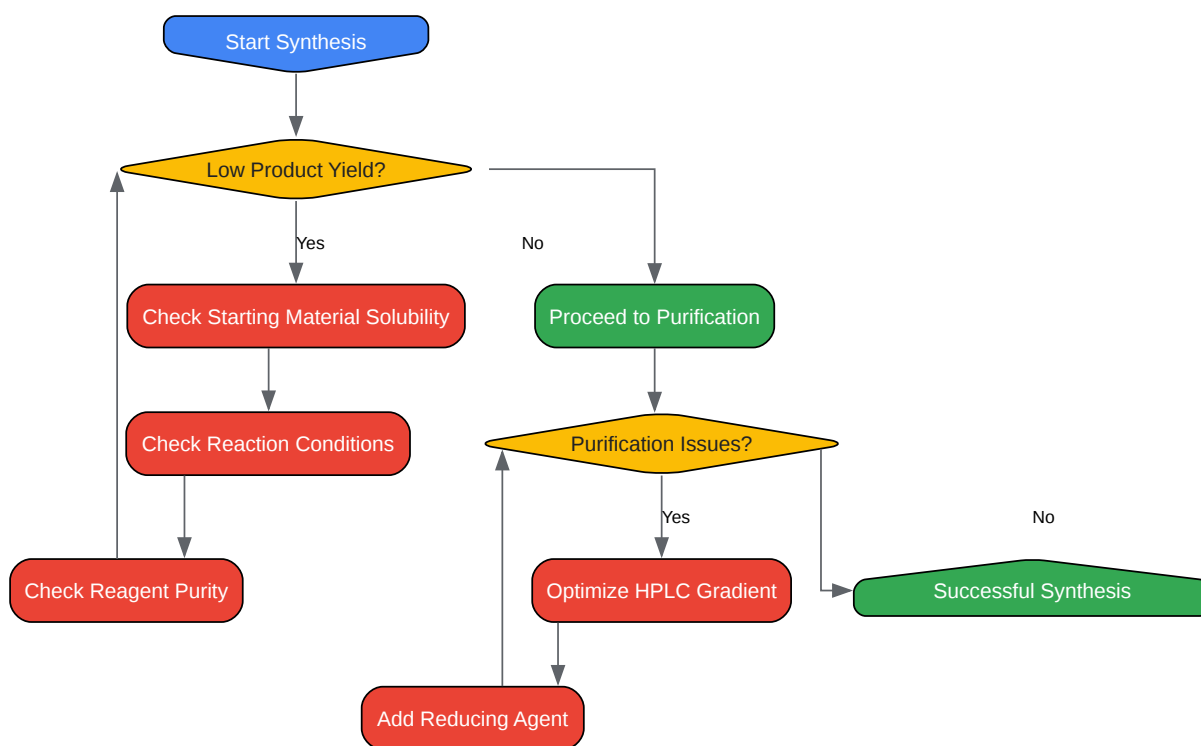 Start Synthesis
Low Product Yield?
Yes
No
Check Starting Material Solubility
Proceed to Purification
Check Reaction Conditions
Purification Issues?
Yes
No
Check Reagent Purity
Optimize HPLC Gradient
Successful Synthesis
Add Reducing Agent